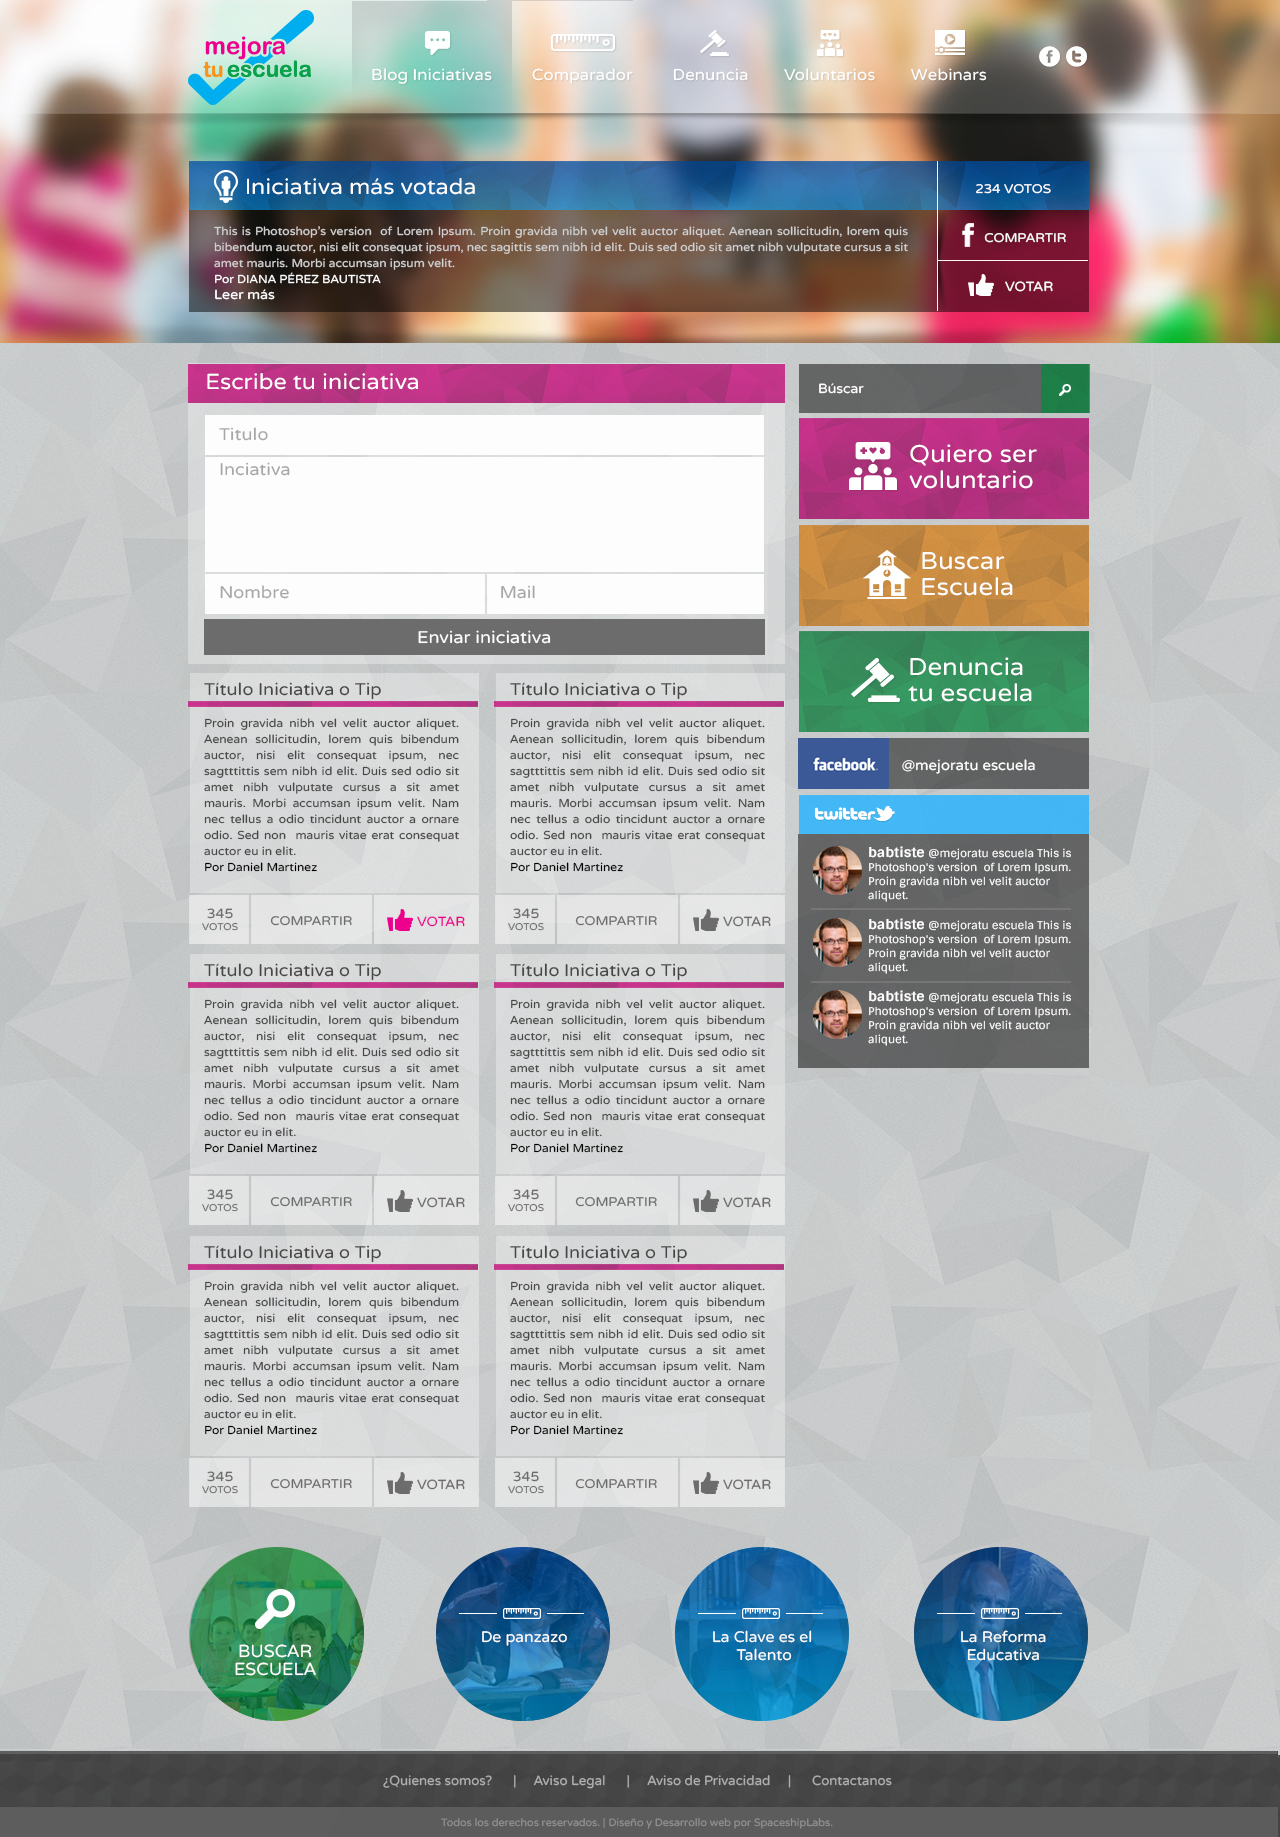 mejora
tu escuela
Blog Iniciativas
Comparador
Denuncia
Voluntarios
Webinars
Iniciativa más votada
234 VOTOS
This is Photoshop's version of Lorem Ipsum. Proin gravida nibh vel velit auctor aliquet. Aenean sollicitudin, lorem quis
bibendum auctor, nisi elit consequat ipsum, nec sagittis sem nibh id elit. Duis sed odio sit amet nibh vulputate cursus a sit
amet mauris. Morbi accumsan ipsum velit.
Por DIANA PÉREZ BAUTISTA
Leer más
COMPARTIR
VOTAR
Escribe tu iniciativa
Titulo
Inciativa
Nombre
Mail
Enviar iniciativa
Búscar
Quiero ser
voluntario
Buscar
Escuela
Denuncia
tu escuela
facebook.
@mejoratu escuela
twitter
babtiste @mejoratu escuela This is
Photoshop's version of Lorem Ipsum.
Proin gravida nibh vel velit auctor
aliquet.
babtiste @mejoratu escuela This is
Photoshop's version of Lorem Ipsum.
Proin gravida nibh vel velit auctor
aliquet.
babtiste @mejoratu escuela This is
Photoshop's version of Lorem Ipsum.
Proin gravida nibh vel velit auctor
aliquet.
Título Iniciativa o Tip
Proin gravida nibh vel velit auctor aliquet.
Aenean sollicitudin, lorem quis bibendum
auctor, nisi elit consequat ipsum, nec
sagtttittis sem nibh id elit. Duis sed odio sit
amet nibh vulputate cursus a sit amet
mauris. Morbi accumsan ipsum velit. Nam
nec tellus a odio tincidunt auctor a ornare
odio. Sed non mauris vitae erat consequat
auctor eu in elit.
Por Daniel Martinez
345
VOTOS
COMPARTIR
VOTAR
Título Iniciativa o Tip
Proin gravida nibh vel velit auctor aliquet.
Aenean sollicitudin, lorem quis bibendum
auctor, nisi elit consequat ipsum, nec
sagtttittis sem nibh id elit. Duis sed odio sit
amet nibh vulputate cursus a sit amet
mauris. Morbi accumsan ipsum velit. Nam
nec tellus a odio tincidunt auctor a ornare
odio. Sed non mauris vitae erat consequat
auctor eu in elit.
Por Daniel Martinez
345
VOTOS
COMPARTIR
VOTAR
Título Iniciativa o Tip
Proin gravida nibh vel velit auctor aliquet.
Aenean sollicitudin, lorem quis bibendum
auctor, nisi elit consequat ipsum, nec
sagtttittis sem nibh id elit. Duis sed odio sit
amet nibh vulputate cursus a sit amet
mauris. Morbi accumsan ipsum velit. Nam
nec tellus a odio tincidunt auctor a ornare
odio. Sed non mauris vitae erat consequat
auctor eu in elit.
Por Daniel Martinez
345
VOTOS
COMPARTIR
VOTAR
Título Iniciativa o Tip
Proin gravida nibh vel velit auctor aliquet.
Aenean sollicitudin, lorem quis bibendum
auctor, nisi elit consequat ipsum, nec
sagtttittis sem nibh id elit. Duis sed odio sit
amet nibh vulputate cursus a sit amet
mauris. Morbi accumsan ipsum velit. Nam
nec tellus a odio tincidunt auctor a ornare
odio. Sed non mauris vitae erat consequat
auctor eu in elit.
Por Daniel Martinez
345
VOTOS
COMPARTIR
VOTAR
Título Iniciativa o Tip
Proin gravida nibh vel velit auctor aliquet.
Aenean sollicitudin, lorem quis bibendum
auctor, nisi elit consequat ipsum, nec
sagtttittis sem nibh id elit. Duis sed odio sit
amet nibh vulputate cursus a sit amet
mauris. Morbi accumsan ipsum velit. Nam
nec tellus a odio tincidunt auctor a ornare
odio. Sed non mauris vitae erat consequat
auctor eu in elit.
Por Daniel Martinez
345
VOTOS
COMPARTIR
VOTAR
Título Iniciativa o Tip
Proin gravida nibh vel velit auctor aliquet.
Aenean sollicitudin, lorem quis bibendum
auctor, nisi elit consequat ipsum, nec
sagtttittis sem nibh id elit. Duis sed odio sit
amet nibh vulputate cursus a sit amet
mauris. Morbi accumsan ipsum velit. Nam
nec tellus a odio tincidunt auctor a ornare
odio. Sed non mauris vitae erat consequat
auctor eu in elit.
Por Daniel Martinez
345
VOTOS
COMPARTIR
VOTAR
BUSCAR
ESCUELA
De panzazo
La Clave es el
Talento
La Reforma
Educativa
¿Quienes somos? | Aviso Legal | Aviso de Privacidad | Contactanos
Todos los derechos reservados. | Diseño y Desarrollo web por SpaceshipLabs.